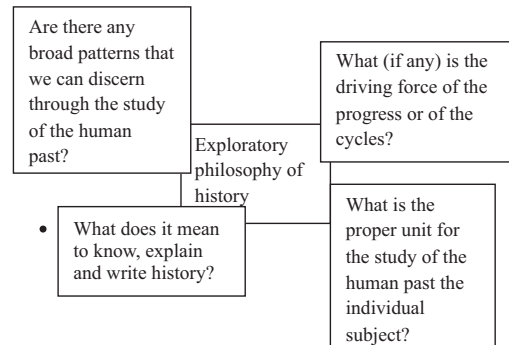 Are there any
broad patterns that
we can discern
through the study
of the human
past?
What (if any) is the
driving force of the
progress or of the
cycles?
Exploratory
philosophy of
history
• What does it mean
to know, explain
and write history?
What is the
proper unit for
the study of the
human past the
individual
subject?